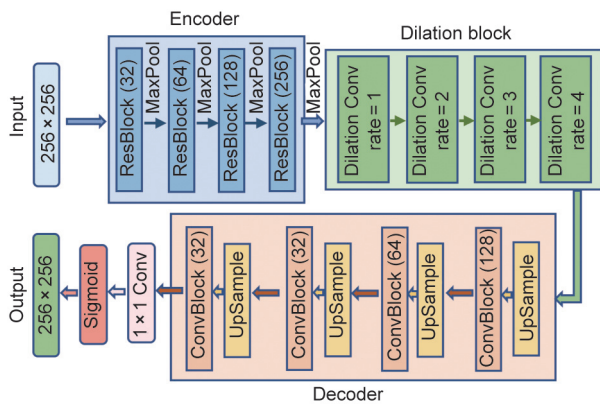 Encoder
Dilation block
Input
256 × 256
ResBlock (32)
MaxPool
ResBlock (64)
MaxPool
ResBlock (128)
MaxPool
ResBlock (256)
MaxPool
Dilation Conv
rate = 1
Dilation Conv
rate = 2
Dilation Conv
rate = 3
Dilation Conv
rate = 4
Output
256 × 256
Sigmoid
1 × 1 Conv
ConvBlock (32)
UpSample
ConvBlock (32)
UpSample
ConvBlock (64)
UpSample
ConvBlock (128)
UpSample
Decoder